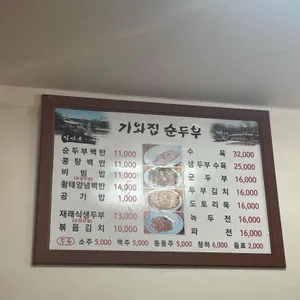 기와집 순두부
식사류
순두부백반 11,000
콩탕백반 11,000
비빔밥 11,000
황태양념백반 14,000
공기밥 1,000
재래식생두부 13,000
볶음김치 10,000
수육 32,000
생두부수육 25,000
군두부 16,000
두부김치 16,000
도토리묵 16,000
녹두전 16,000
파전 16,000
소주 5,000 맥주 5,000 동동주 5,000 청하 6,000 음료 2,000